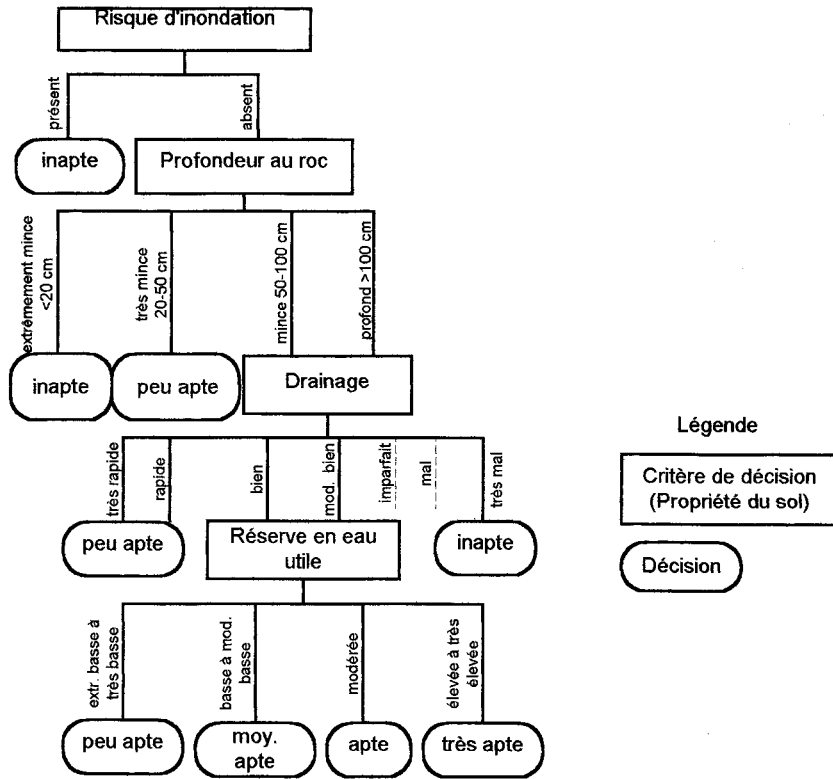 Risque d'inondation
présent
absent
inapte
Profondeur au roc
extrêmement mince
<20 cm
très mince
20-50 cm
mince 50-100 cm
profond >100 cm
inapte
peu apte
Drainage
Légende
Critère de décision
(Propriété du sol)
Décision
très rapide
rapide
bien
mod. bien
imparfait
mal
très mal
peu apte
Réserve en eau
utile
inapte
extr. basse à
très basse
basse à mod.
basse
modérée
élevée à très
élevée
peu apte
moy.
apte
apte
très apte